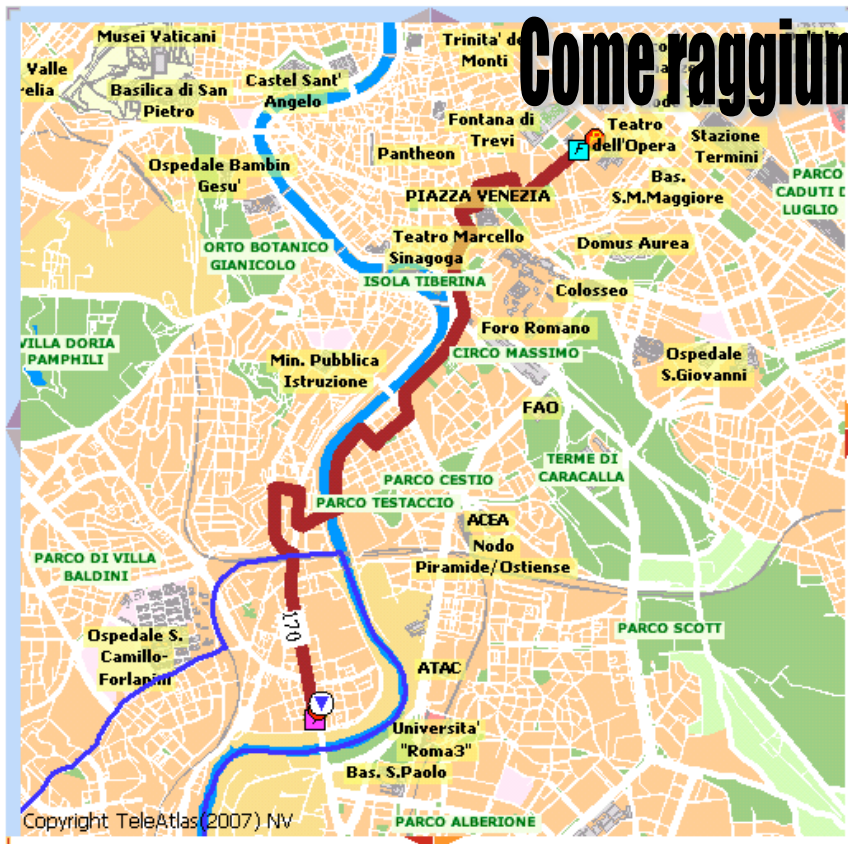 Come raggiun
Musei Vaticani
Trinita' de
Monti
Valle
relia
Basilica di San
Pietro
Castel Sant'
Angelo
Fontana di
Trevi
Teatro
dell'Opera
Stazione
Termini
Pantheon
F
P
Ospedale Bambin
Gesu'
Bas.
S.M.Maggiore
PARCO
CADUTI D
LUGLIO
PIAZZA VENEZIA
Teatro Marcello
Sinagoga
Domus Aurea
ORTO BOTANICO
GIANICOLO
ISOLA TIBERINA
Colosseo
Foro Romano
VILLA DORIA
PAMPHILI
Min. Pubblica
Istruzione
CIRCO MASSIMO
Ospedale
S.Giovanni
FAO
TERME DI
CARACALLA
PARCO CESTIO
PARCO TESTACCIO
ACEA
Nodo
Piramide/Ostiense
PARCO DI VILLA
BALDINI
170
Ospedale S.
Camillo-
Forlanini
PARCO SCOTT
ATAC
Universita'
"Roma3"
Bas. S.Paolo
PARCO ALBERIONE
Copyright TeleAtlas(2007) NV